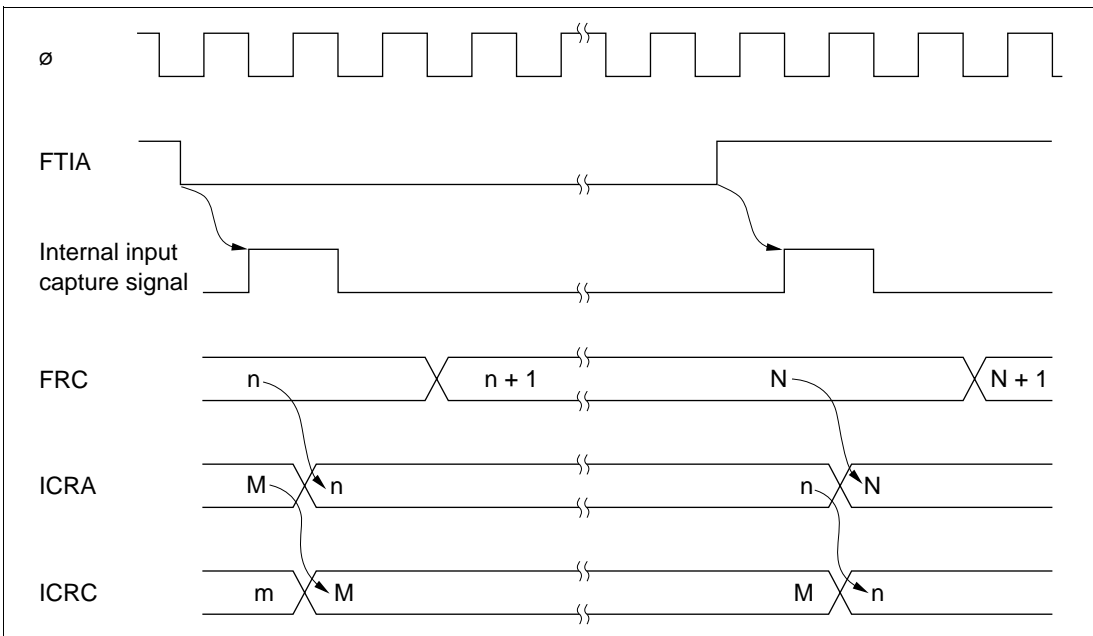 ø
FTIA
Internal input
capture signal
FRC n n + 1 N N + 1
ICRA M n n N
ICRC m M M n